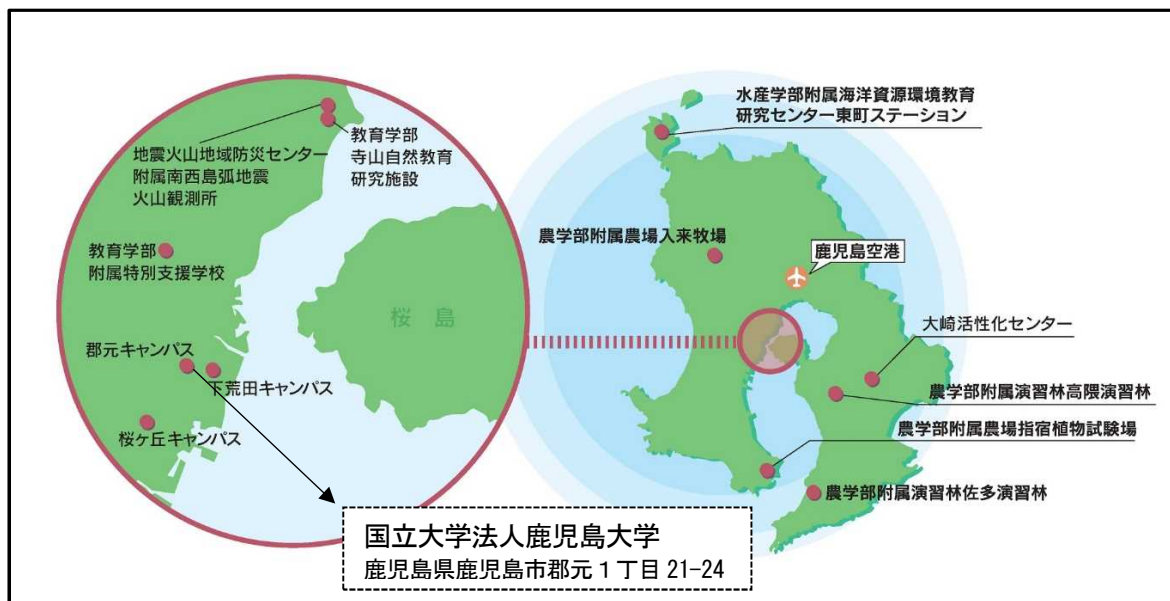 地震火山地域防災センター
附属南西島弧地震
火山観測所
教育学部
寺山自然教育
研究施設
教育学部
附属特別支援学校
桜 島
郡元キャンパス
下荒田キャンパス
桜ヶ丘キャンパス
水産学部附属海洋資源環境教育
研究センター東町ステーション
農学部附属農場入来牧場
鹿児島空港
大崎活性化センター
農学部附属演習林高隈演習林
農学部附属農場指宿植物試験場
農学部附属演習林佐多演習林
国立大学法人鹿児島大学
鹿児島県鹿児島市郡元1丁目21-24